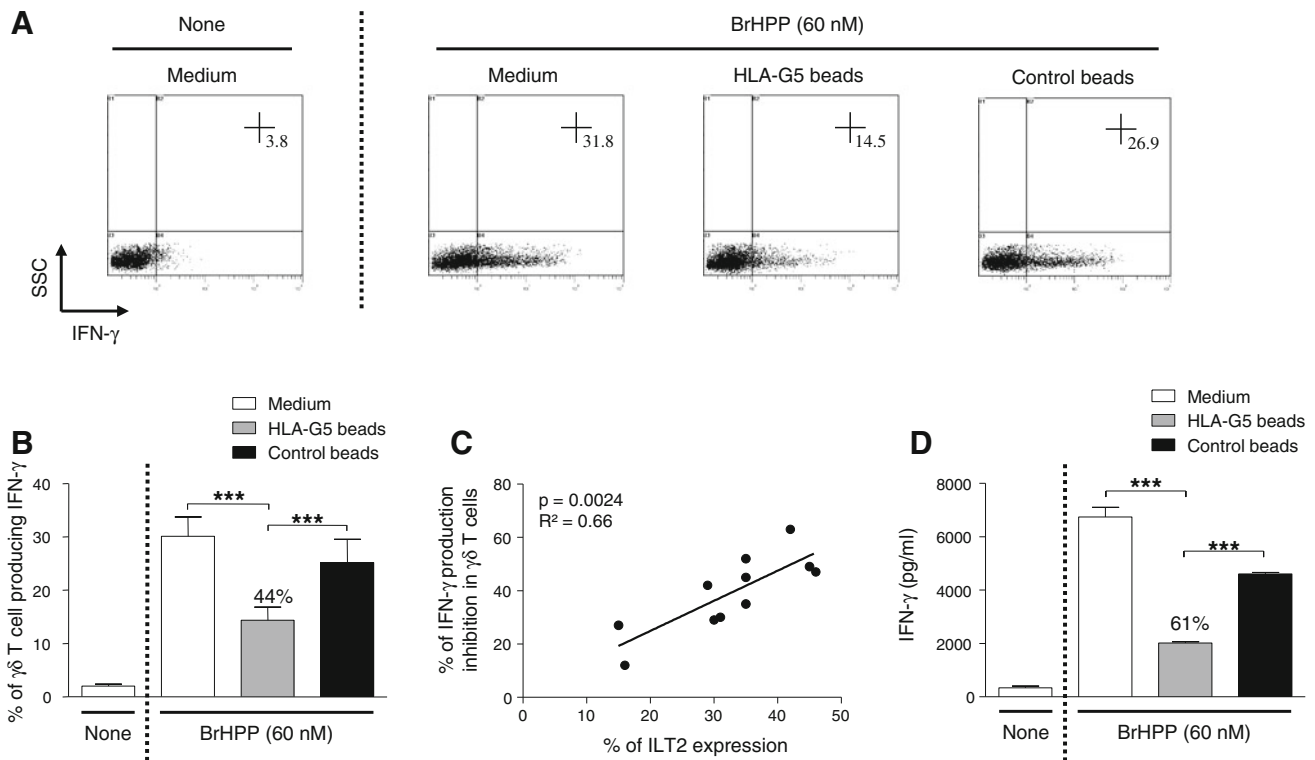 A
None
BrHPP (60 nM)
Medium
Medium
HLA-G5 beads
Control beads
3.8
31.8
14.5
26.9
SSC
IFN-γ
B
Medium
HLA-G5 beads
Control beads
% of γδ T cell producing IFN-γ
40
30
20
10
0
***
***
44%
None
BrHPP (60 nM)
C
% of IFN-γ production
inhibition in γδ T cells
80
60
40
20
0
p = 0.0024
R² = 0.66
0 10 20 30 40 50
% of ILT2 expression
D
Medium
HLA-G5 beads
Control beads
IFN-γ (pg/ml)
8000
6000
4000
2000
0
***
***
61%
None
BrHPP (60 nM)